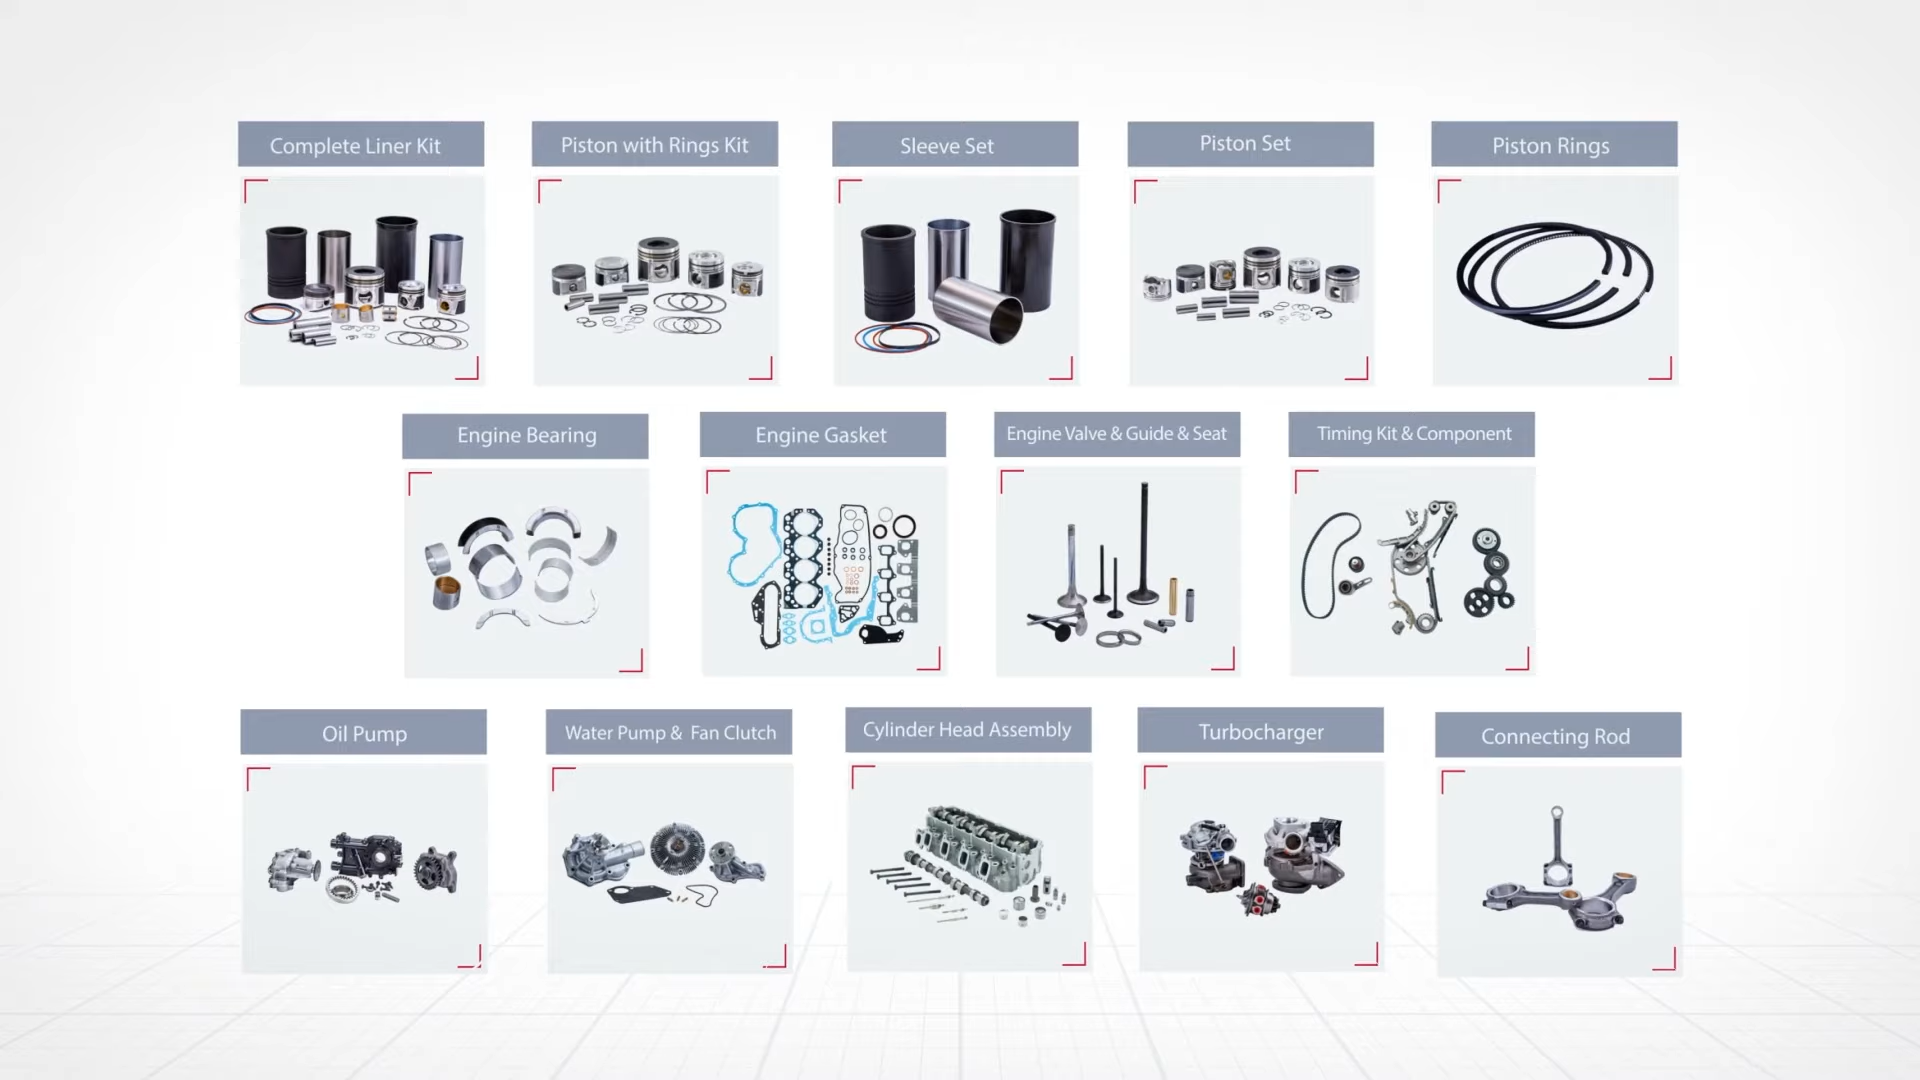 Complete Liner Kit
Piston with Rings Kit
Sleeve Set
Piston Set
Piston Rings
Engine Bearing
Engine Gasket
Engine Valve & Guide & Seat
Timing Kit & Component
Oil Pump
Water Pump & Fan Clutch
Cylinder Head Assembly
Turbocharger
Connecting Rod